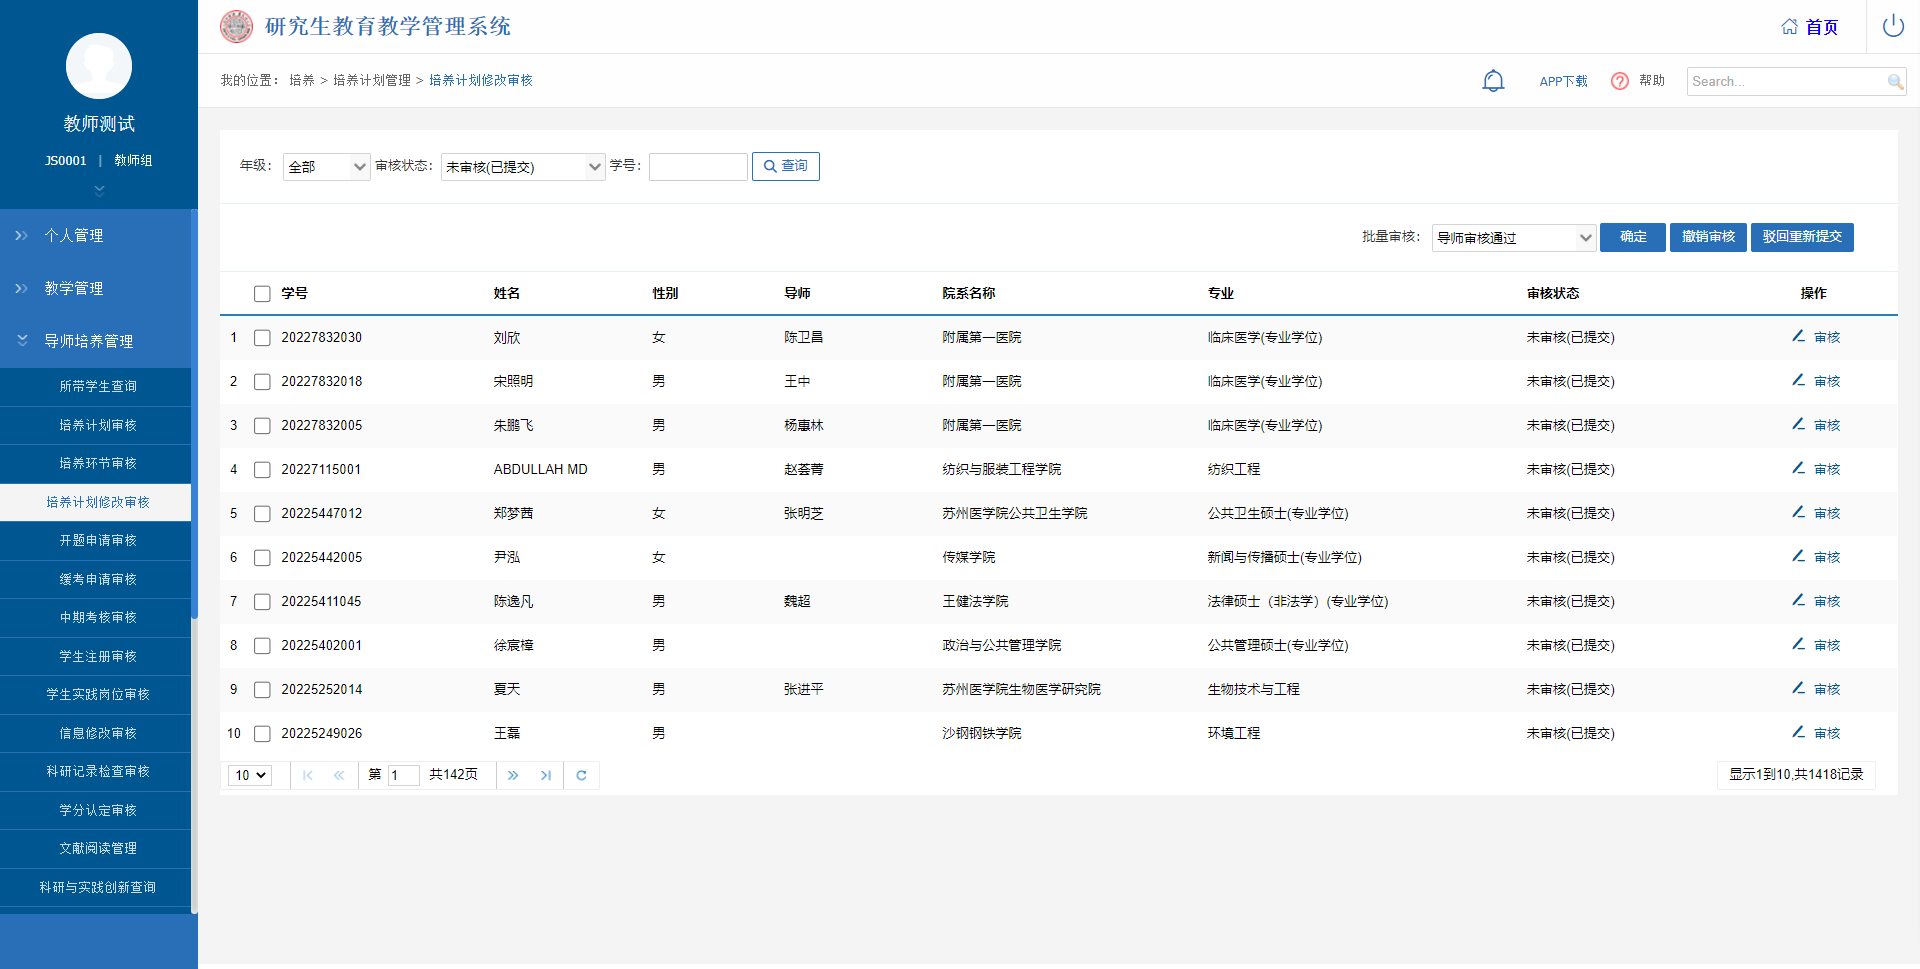 研究生教育教学管理系统
首页
教师测试
JS0001 | 教师组
我的位置： 培养 > 培养计划管理 > 培养计划修改审核
APP下载
帮助
Search...
个人管理
教学管理
导师培养管理
所带学生查询
培养计划审核
培养环节审核
培养计划修改审核
开题申请审核
缓考申请审核
中期考核审核
学生注册审核
学生实践岗位审核
信息修改审核
科研记录检查审核
学分认定审核
文献阅读管理
科研与实践创新查询
年级： 全部 审核状态： 未审核(已提交) 学号： 查询
批量审核： 导师审核通过 确定 撤销审核 驳回重新提交
学号 姓名 性别 导师 院系名称 专业 审核状态 操作
1 20227832030 刘欣 女 陈卫昌 附属第一医院 临床医学(专业学位) 未审核(已提交) 审核
2 20227832018 宋照明 男 王中 附属第一医院 临床医学(专业学位) 未审核(已提交) 审核
3 20227832005 朱鹏飞 男 杨惠林 附属第一医院 临床医学(专业学位) 未审核(已提交) 审核
4 20227115001 ABDULLAH MD 男 赵荟菁 纺织与服装工程学院 纺织工程 未审核(已提交) 审核
5 20225447012 郑梦茜 女 张明芝 苏州医学院公共卫生学院 公共卫生硕士(专业学位) 未审核(已提交) 审核
6 20225442005 尹泓 女 传媒学院 新闻与传播硕士(专业学位) 未审核(已提交) 审核
7 20225411045 陈逸凡 男 魏超 王健法学院 法律硕士（非法学）(专业学位) 未审核(已提交) 审核
8 20225402001 徐宸樟 男 政治与公共管理学院 公共管理硕士(专业学位) 未审核(已提交) 审核
9 20225252014 夏天 男 张进平 苏州医学院生物医学研究院 生物技术与工程 未审核(已提交) 审核
10 20225249026 王磊 男 沙钢钢铁学院 环境工程 未审核(已提交) 审核
10 第 1 共142页
显示1到10,共1418记录